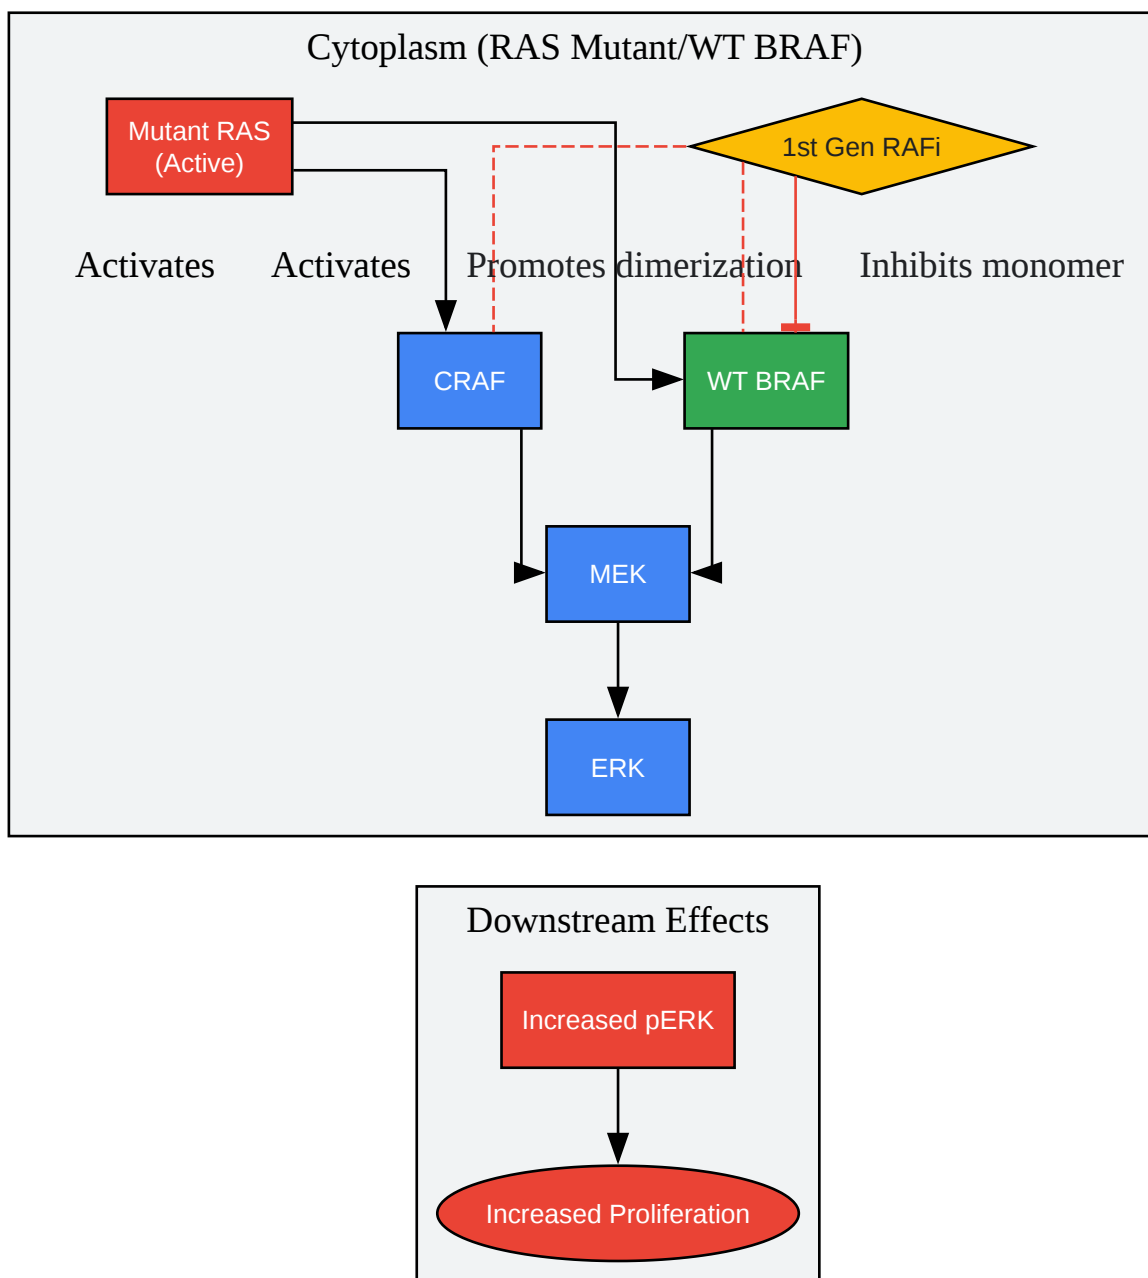 Cytoplasm (RAS Mutant/WT BRAF)
Mutant RAS
(Active)
1st Gen RAFi
Activates
Activates
Promotes dimerization
Inhibits monomer
CRAF
WT BRAF
MEK
ERK
Downstream Effects
Increased pERK
Increased Proliferation